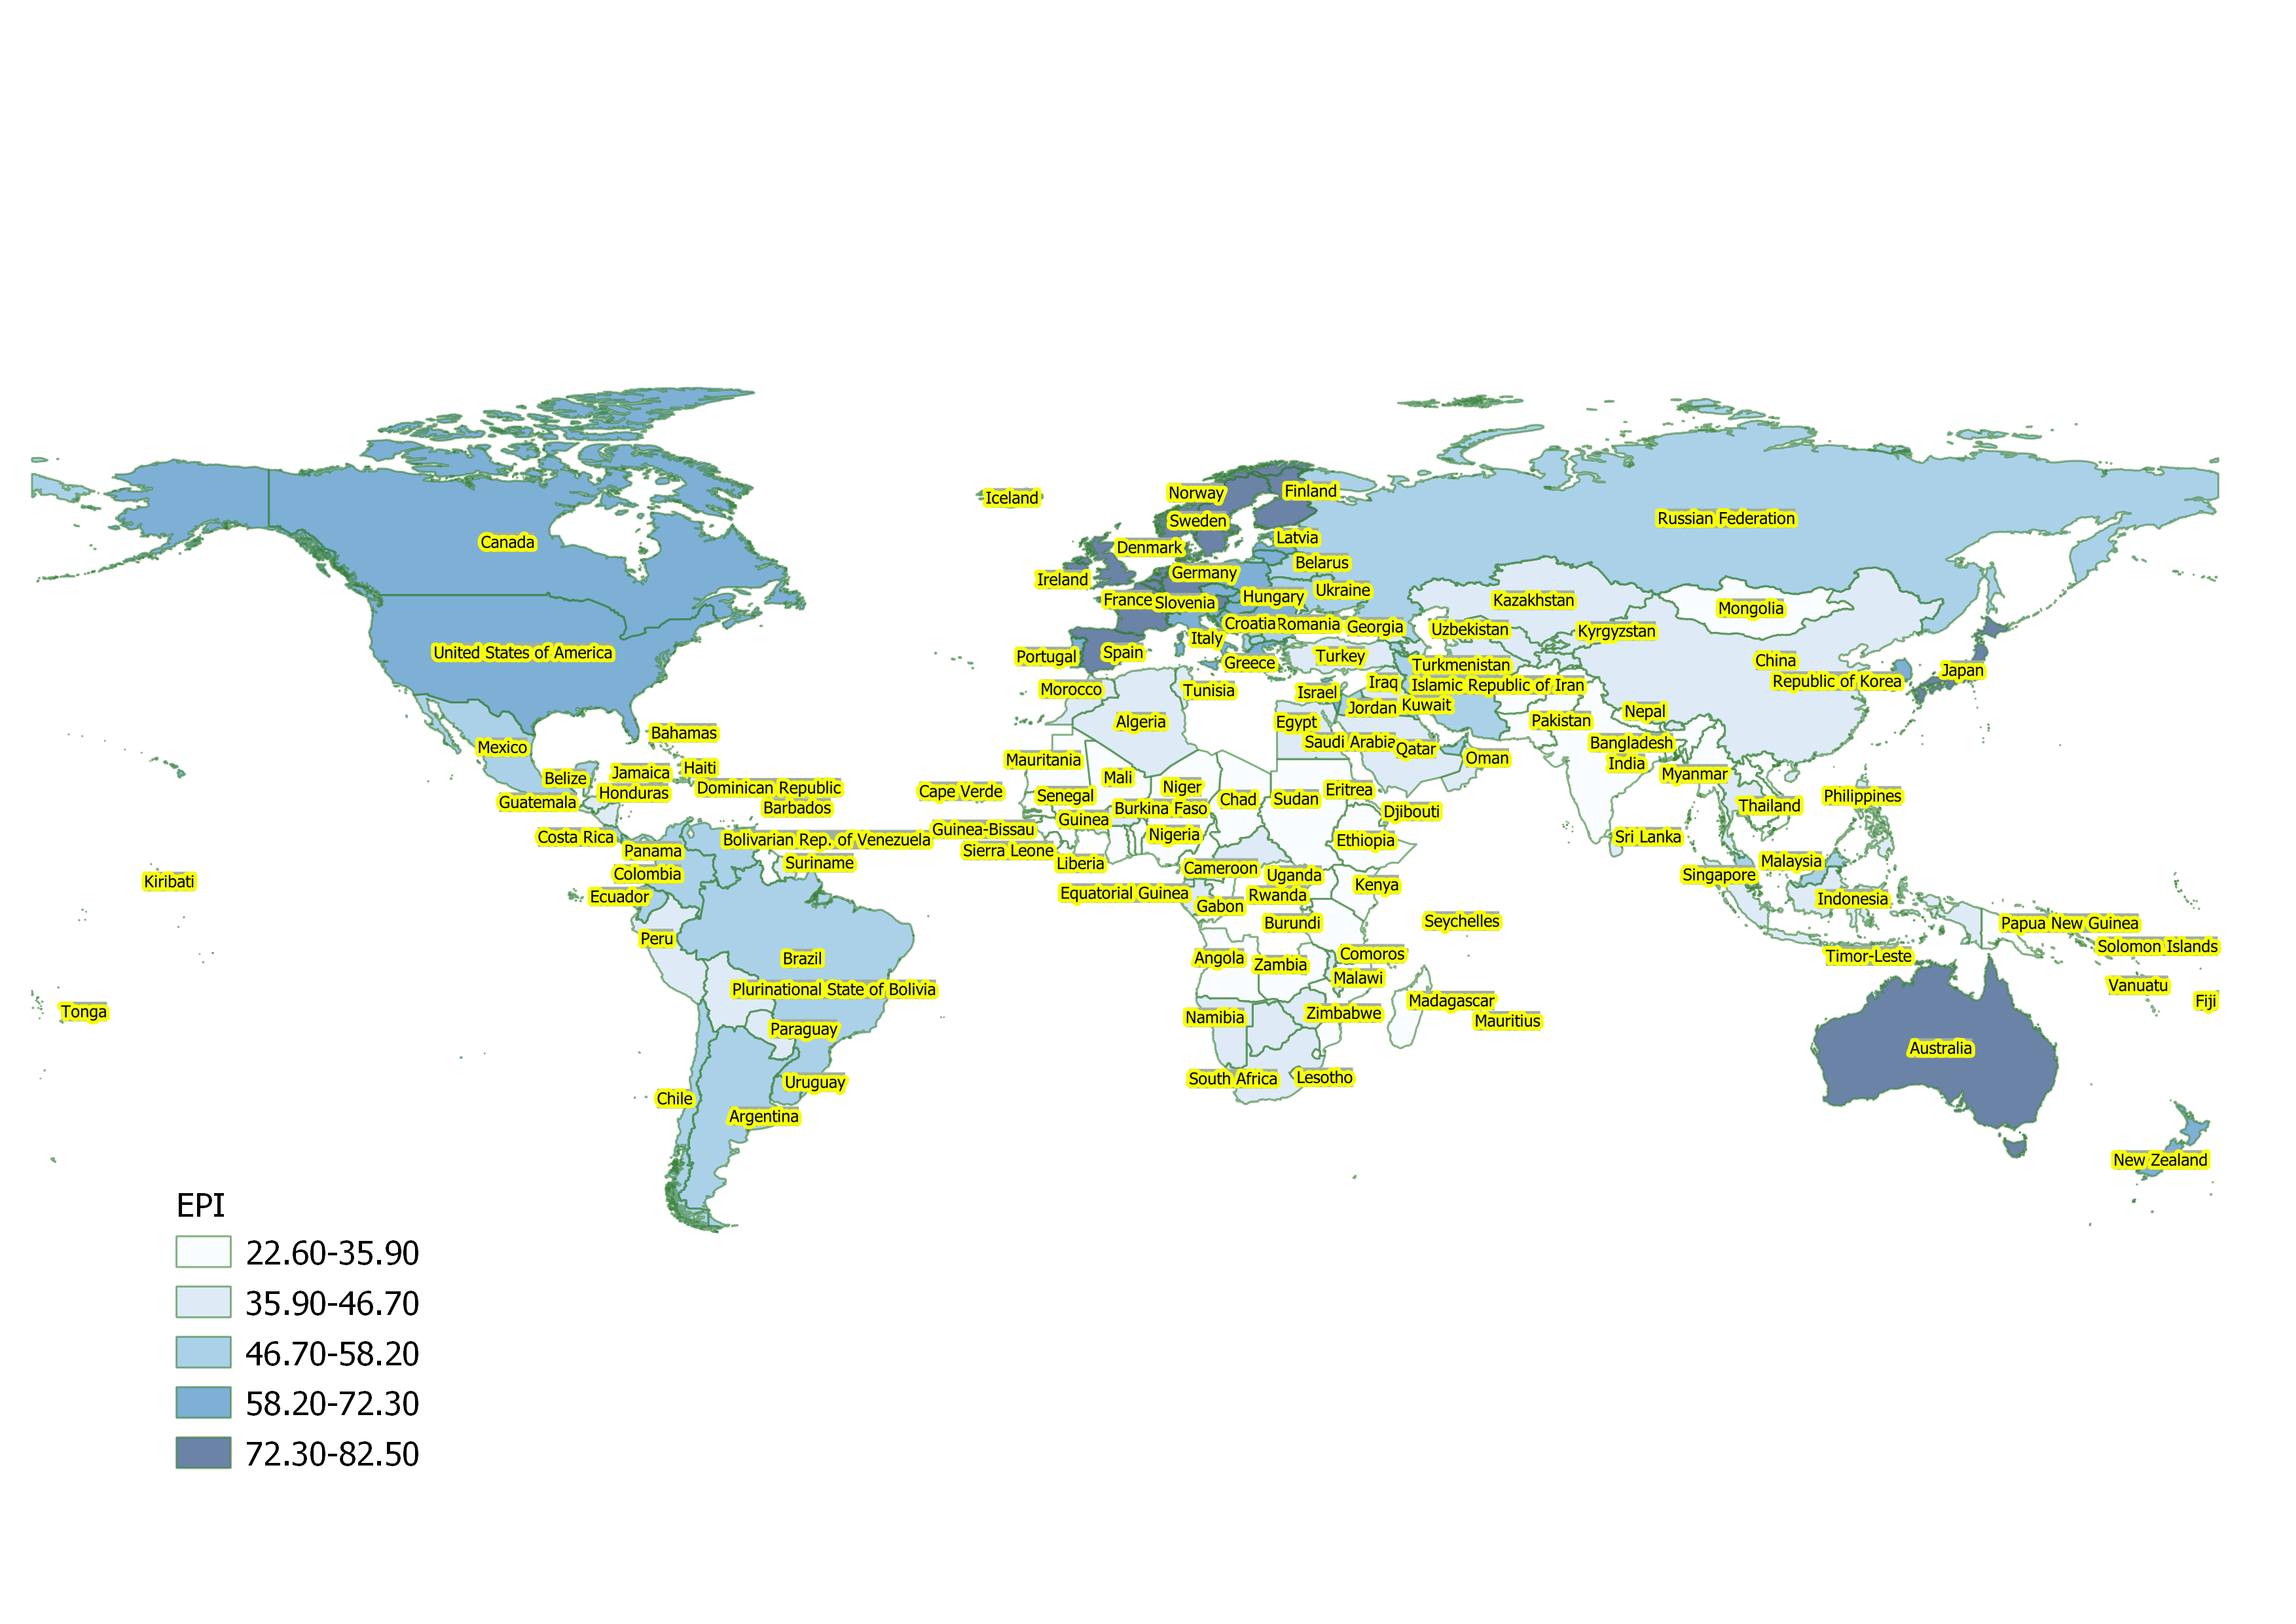 Iceland
Norway
Finland
Sweden
Russian Federation
Latvia
Canada
Denmark
Belarus
Germany
Ireland
Ukraine
Hungary
France
Slovenia
Kazakhstan
Mongolia
Croatia
Romania
Georgia
Uzbekistan
Kyrgyzstan
Italy
United States of America
Portugal
Spain
Greece
Turkey
Turkmenistan
China
Japan
Republic of Korea
Morocco
Tunisia
Israel
Iraq
Islamic Republic of Iran
Jordan
Kuwait
Nepal
Algeria
Egypt
Pakistan
Bahamas
Saudi Arabia
Qatar
Bangladesh
Mexico
Mauritania
Oman
India
Belize
Jamaica
Haiti
Mali
Myanmar
Honduras
Dominican Republic
Cape Verde
Senegal
Niger
Eritrea
Guatemala
Barbados
Burkina Faso
Chad
Sudan
Thailand
Philippines
Djibouti
Guinea
Guinea-Bissau
Nigeria
Costa Rica
Bolivarian Rep. of Venezuela
Ethiopia
Sri Lanka
Panama
Sierra Leone
Suriname
Liberia
Malaysia
Colombia
Cameroon
Uganda
Singapore
Kiribati
Kenya
Ecuador
Equatorial Guinea
Rwanda
Indonesia
Gabon
Burundi
Seychelles
Papua New Guinea
Peru
Solomon Islands
Brazil
Angola
Zambia
Comoros
Timor-Leste
Malawi
Plurinational State of Bolivia
Vanuatu
Madagascar
Fiji
Tonga
Namibia
Zimbabwe
Mauritius
Paraguay
Australia
South Africa
Lesotho
Uruguay
Chile
Argentina
New Zealand
EPI
22.60-35.90
35.90-46.70
46.70-58.20
58.20-72.30
72.30-82.50